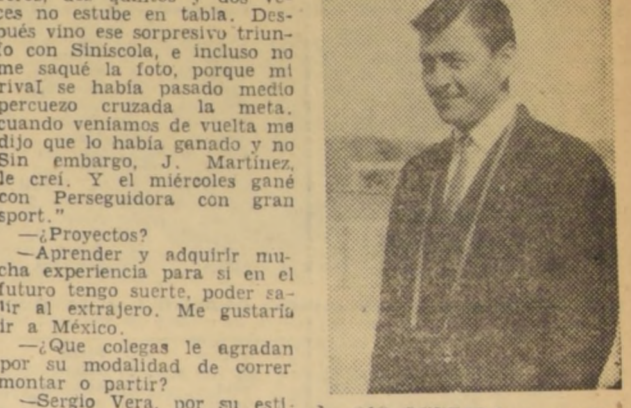 ces no estube en tabla. Des-
pués vino ese sorpresivo triun-
fo con Siníscola, e incluso no
me saqué la foto, porque mi
rival se había pasado medio
percuezo cruzada la meta.
cuando veníamos de vuelta me
dijo que lo había ganado y no
Sin embargo, J. Martínez,
le creí. Y el miércoles gané
con Perseguidora con gran
sport."
—¿Proyectos?
—Aprender y adquirir mu-
cha experiencia para si en el
futuro tengo suerte, poder sa-
lir al extrajero. Me gustaría
ir a México.
—¿Que colegas le agradan
por su modalidad de correr
montar o partir?
—Sergio Vera, por su esti-